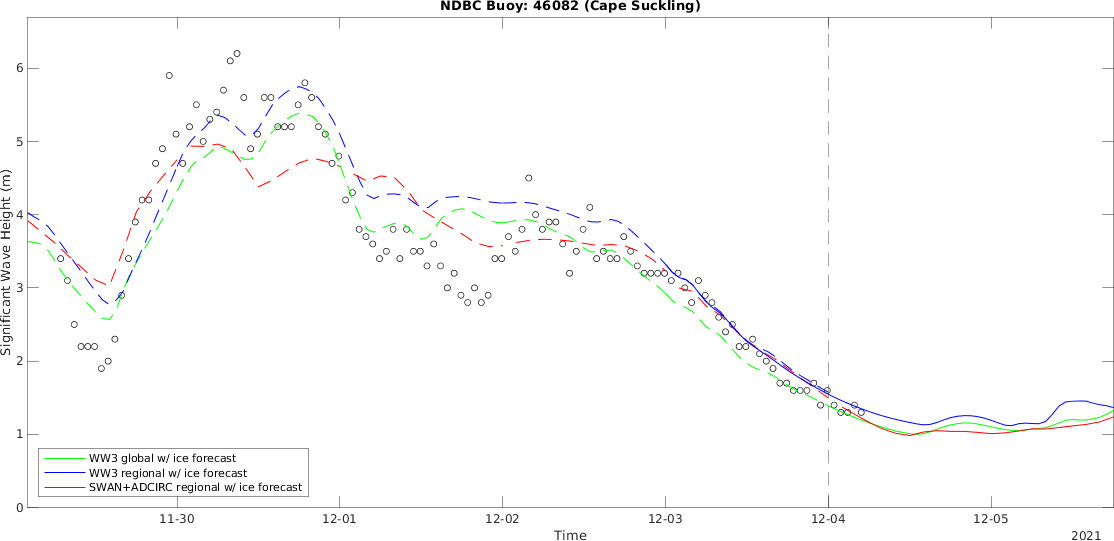 NDBC Buoy: 46082 (Cape Suckling)
Significant Wave Height (m)
6
5
4
3
2
1
0
WW3 global w/ ice forecast
WW3 regional w/ ice forecast
SWAN+ADCIRC regional w/ ice forecast
11-30 12-01 12-02 12-03 12-04 12-05
Time
2021